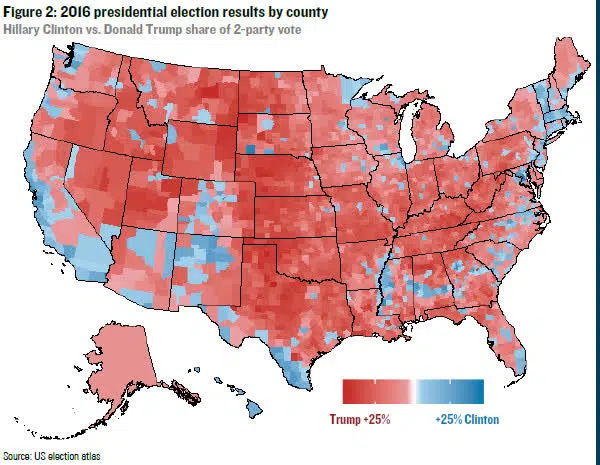 Figure 2: 2016 presidential election results by county
Hillary Clinton vs. Donald Trump share of 2-party vote
Trump +25%
+25% Clinton
Source: US election atlas